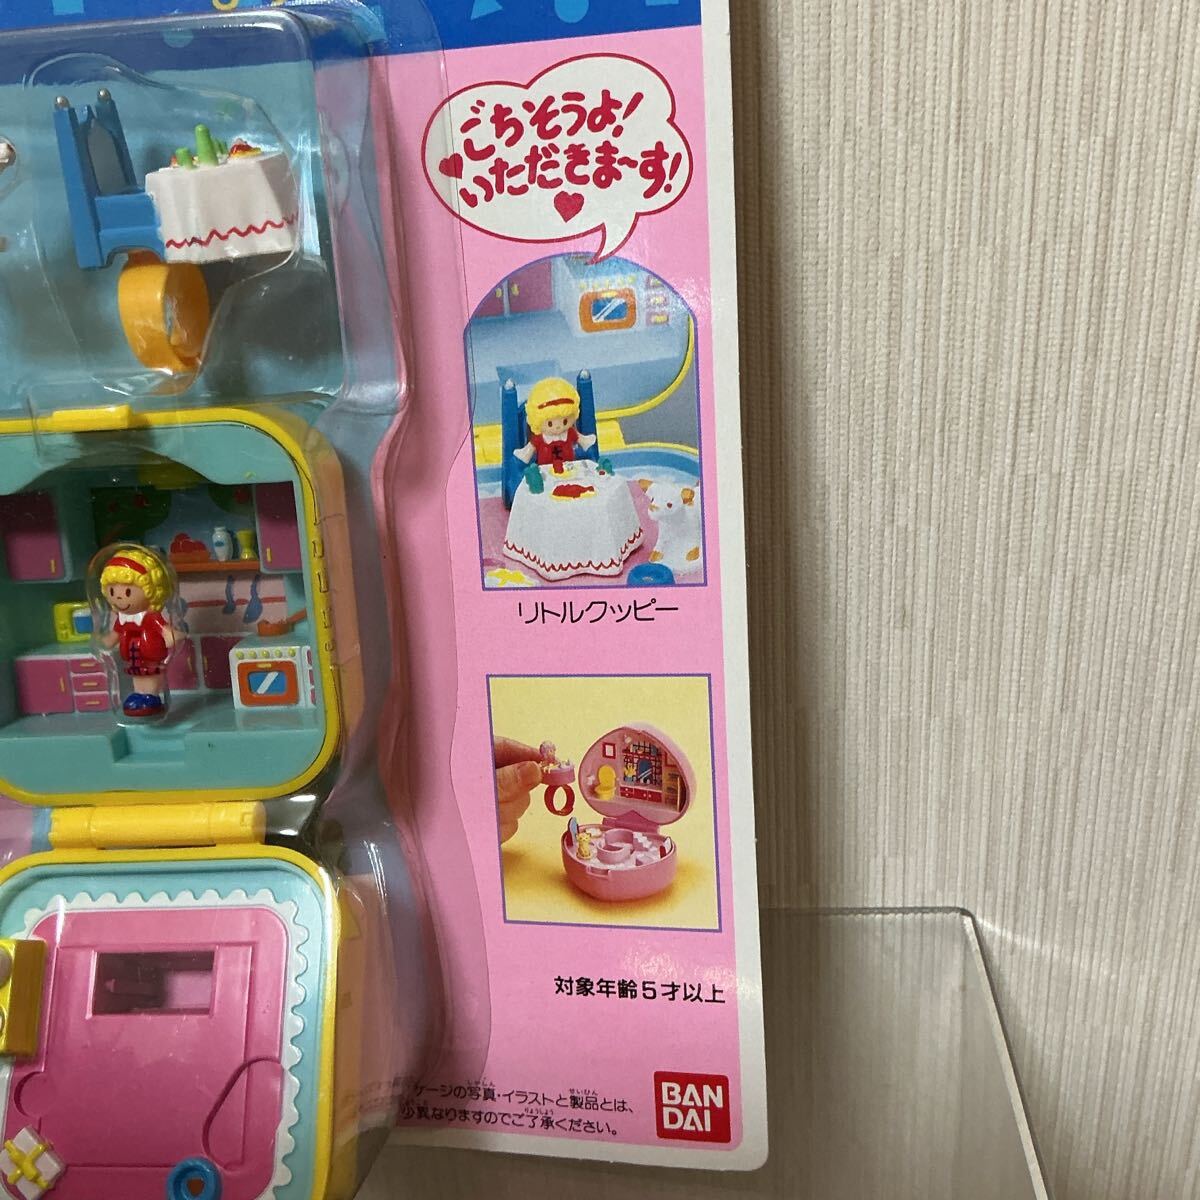 ごちそうよ!
いただきま〜す!
リトルクッピー
対象年齢5才以上
ケージの写真・イラストと製品とは、
少異なりますのでご了承ください。
BAN
DAI